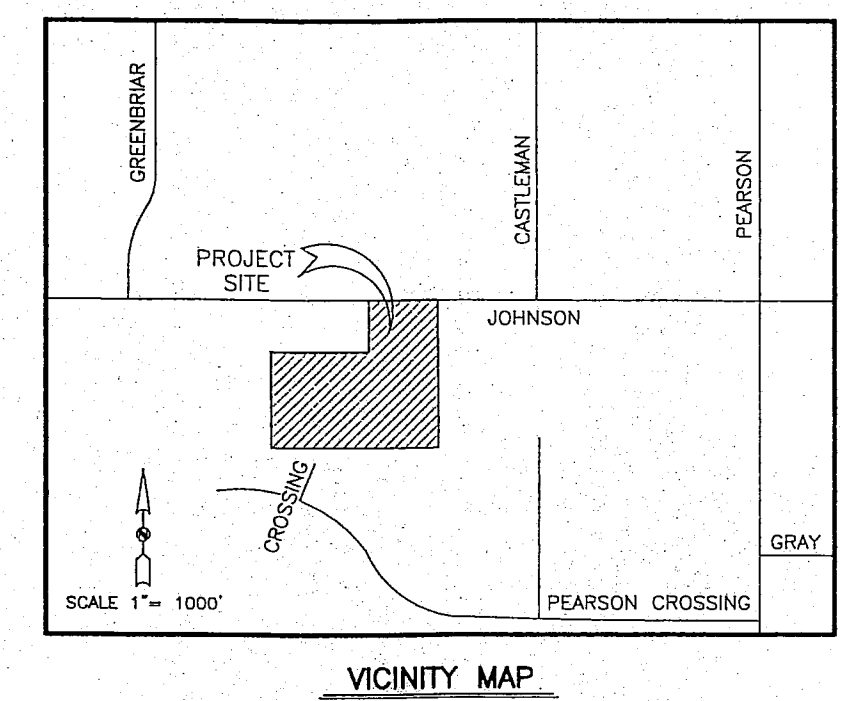 GREENBRIAR
CASTLEMAN
PEARSON
PROJECT
SITE
JOHNSON
CROSSING
GRAY
SCALE 1"= 1000'
PEARSON CROSSING
VICINITY MAP